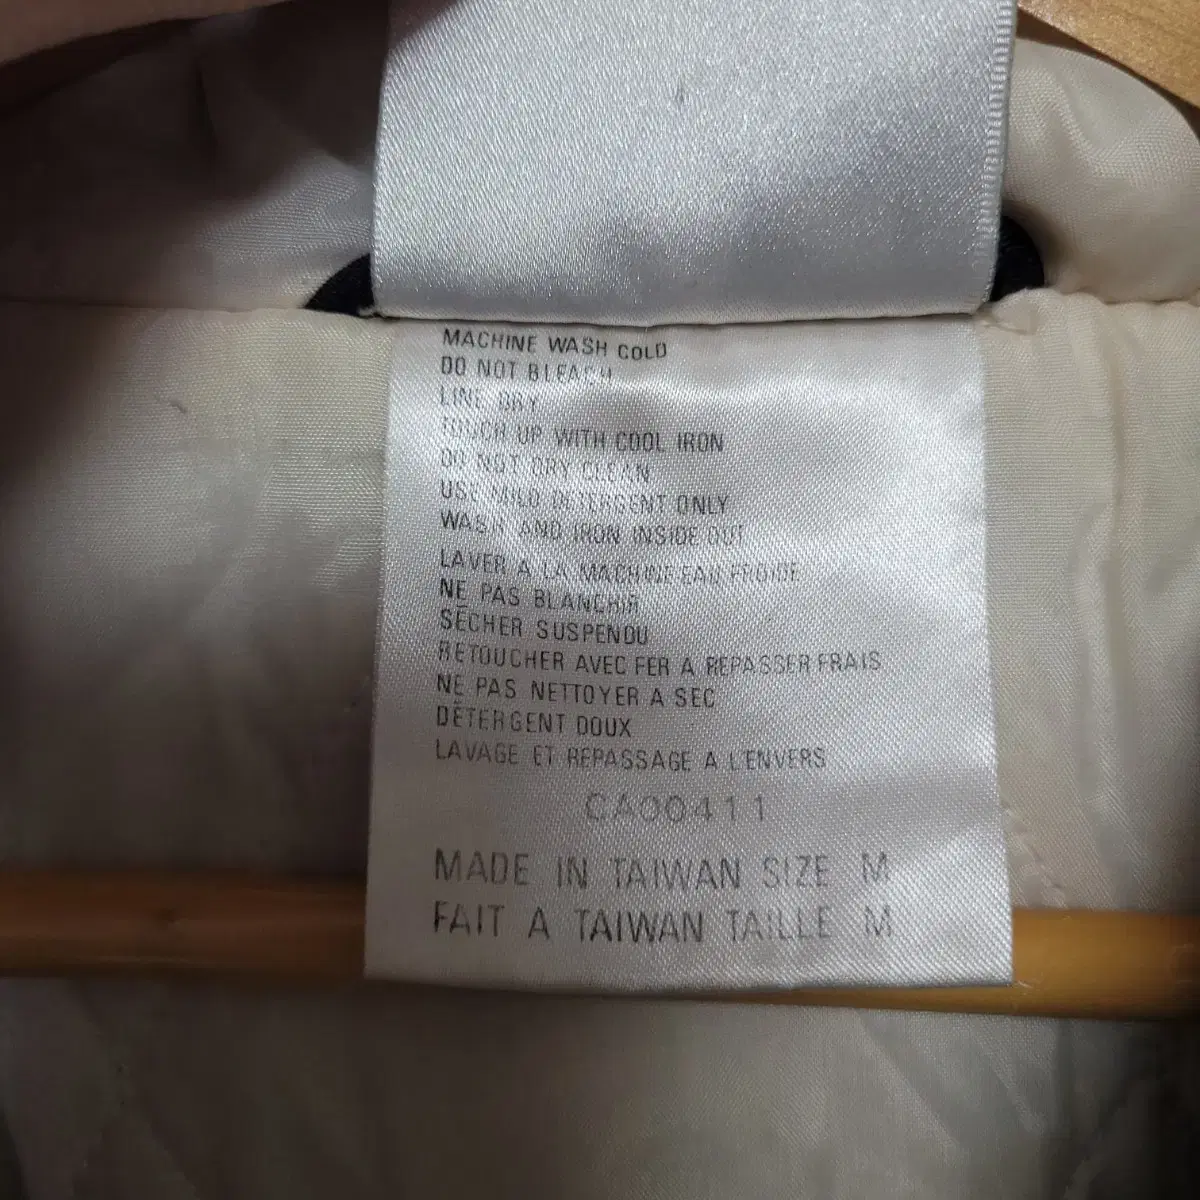 MACHINE WASH COLD
DO NOT BLEACH
LINE DRY
TOUCH UP WITH COOL IRON
DO NOT DRY CLEAN
USE MILD DETERGENT ONLY
WASH AND IRON INSIDE OUT
LAVER A LA MACHINE EAU FROIDE
NE PAS BLANCHIR
SÉCHER SUSPENDU
RETOUCHER AVEC FER A REPASSER FRAIS
NE PAS NETTOYER A SEC
DÉTERGENT DOUX
LAVAGE ET REPASSAGE A L'ENVERS
CA00411
MADE IN TAIWAN SIZE M
FAIT A TAIWAN TAILLE M